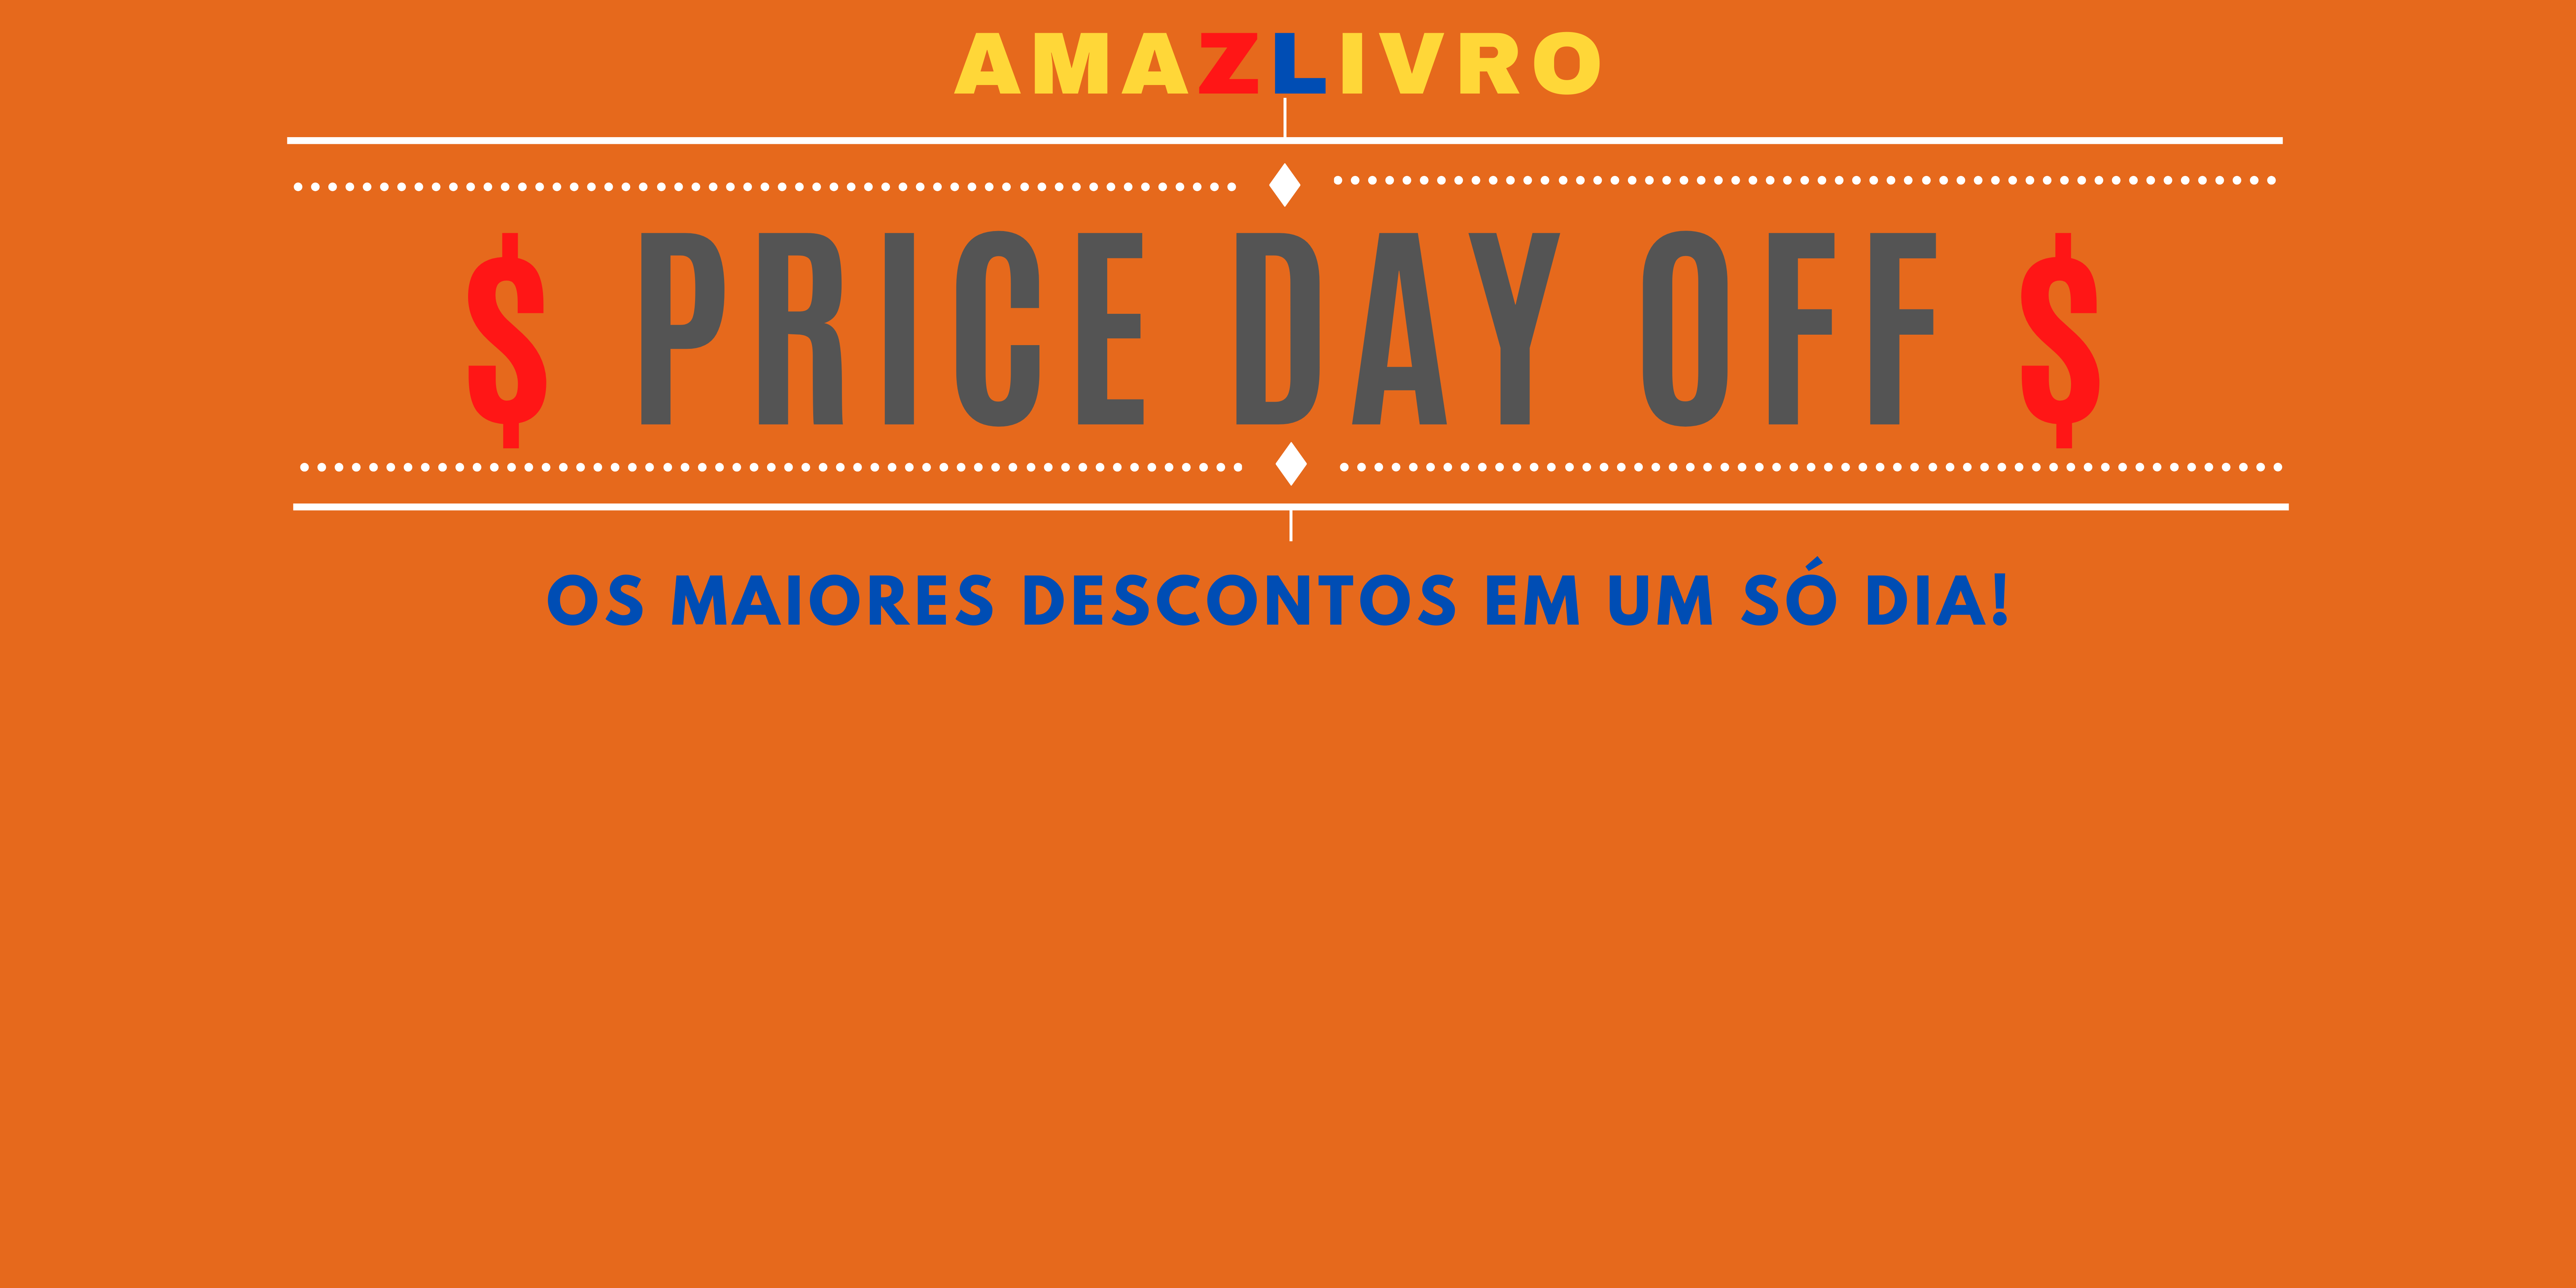 AMAZLIVRO
$ PRICE DAY OFF $
OS MAIORES DESCONTOS EM UM SÓ DIA!